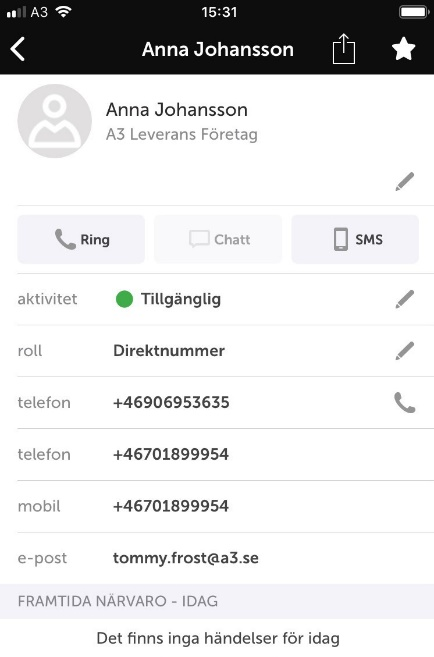 A3 15:31
Anna Johansson
Anna Johansson
A3 Leverans Företag
Ring Chatt SMS
aktivitet Tillgänglig
roll Direktnummer
telefon +46906953635
telefon +46701899954
mobil +46701899954
e-post tommy.frost@a3.se
FRAMTIDA NÄRVARO - IDAG
Det finns inga händelser för idag